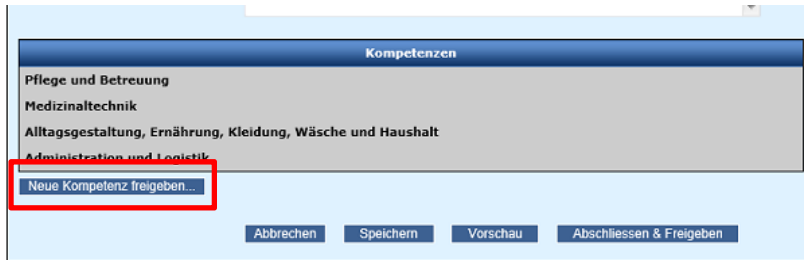 Kompetenzen
Pflege und Betreuung
Medizinaltechnik
Alltagsgestaltung, Ernährung, Kleidung, Wäsche und Haushalt
Administration und Logistik
Neue Kompetenz freigeben...
Abbrechen Speichern Vorschau Abschliessen & Freigeben